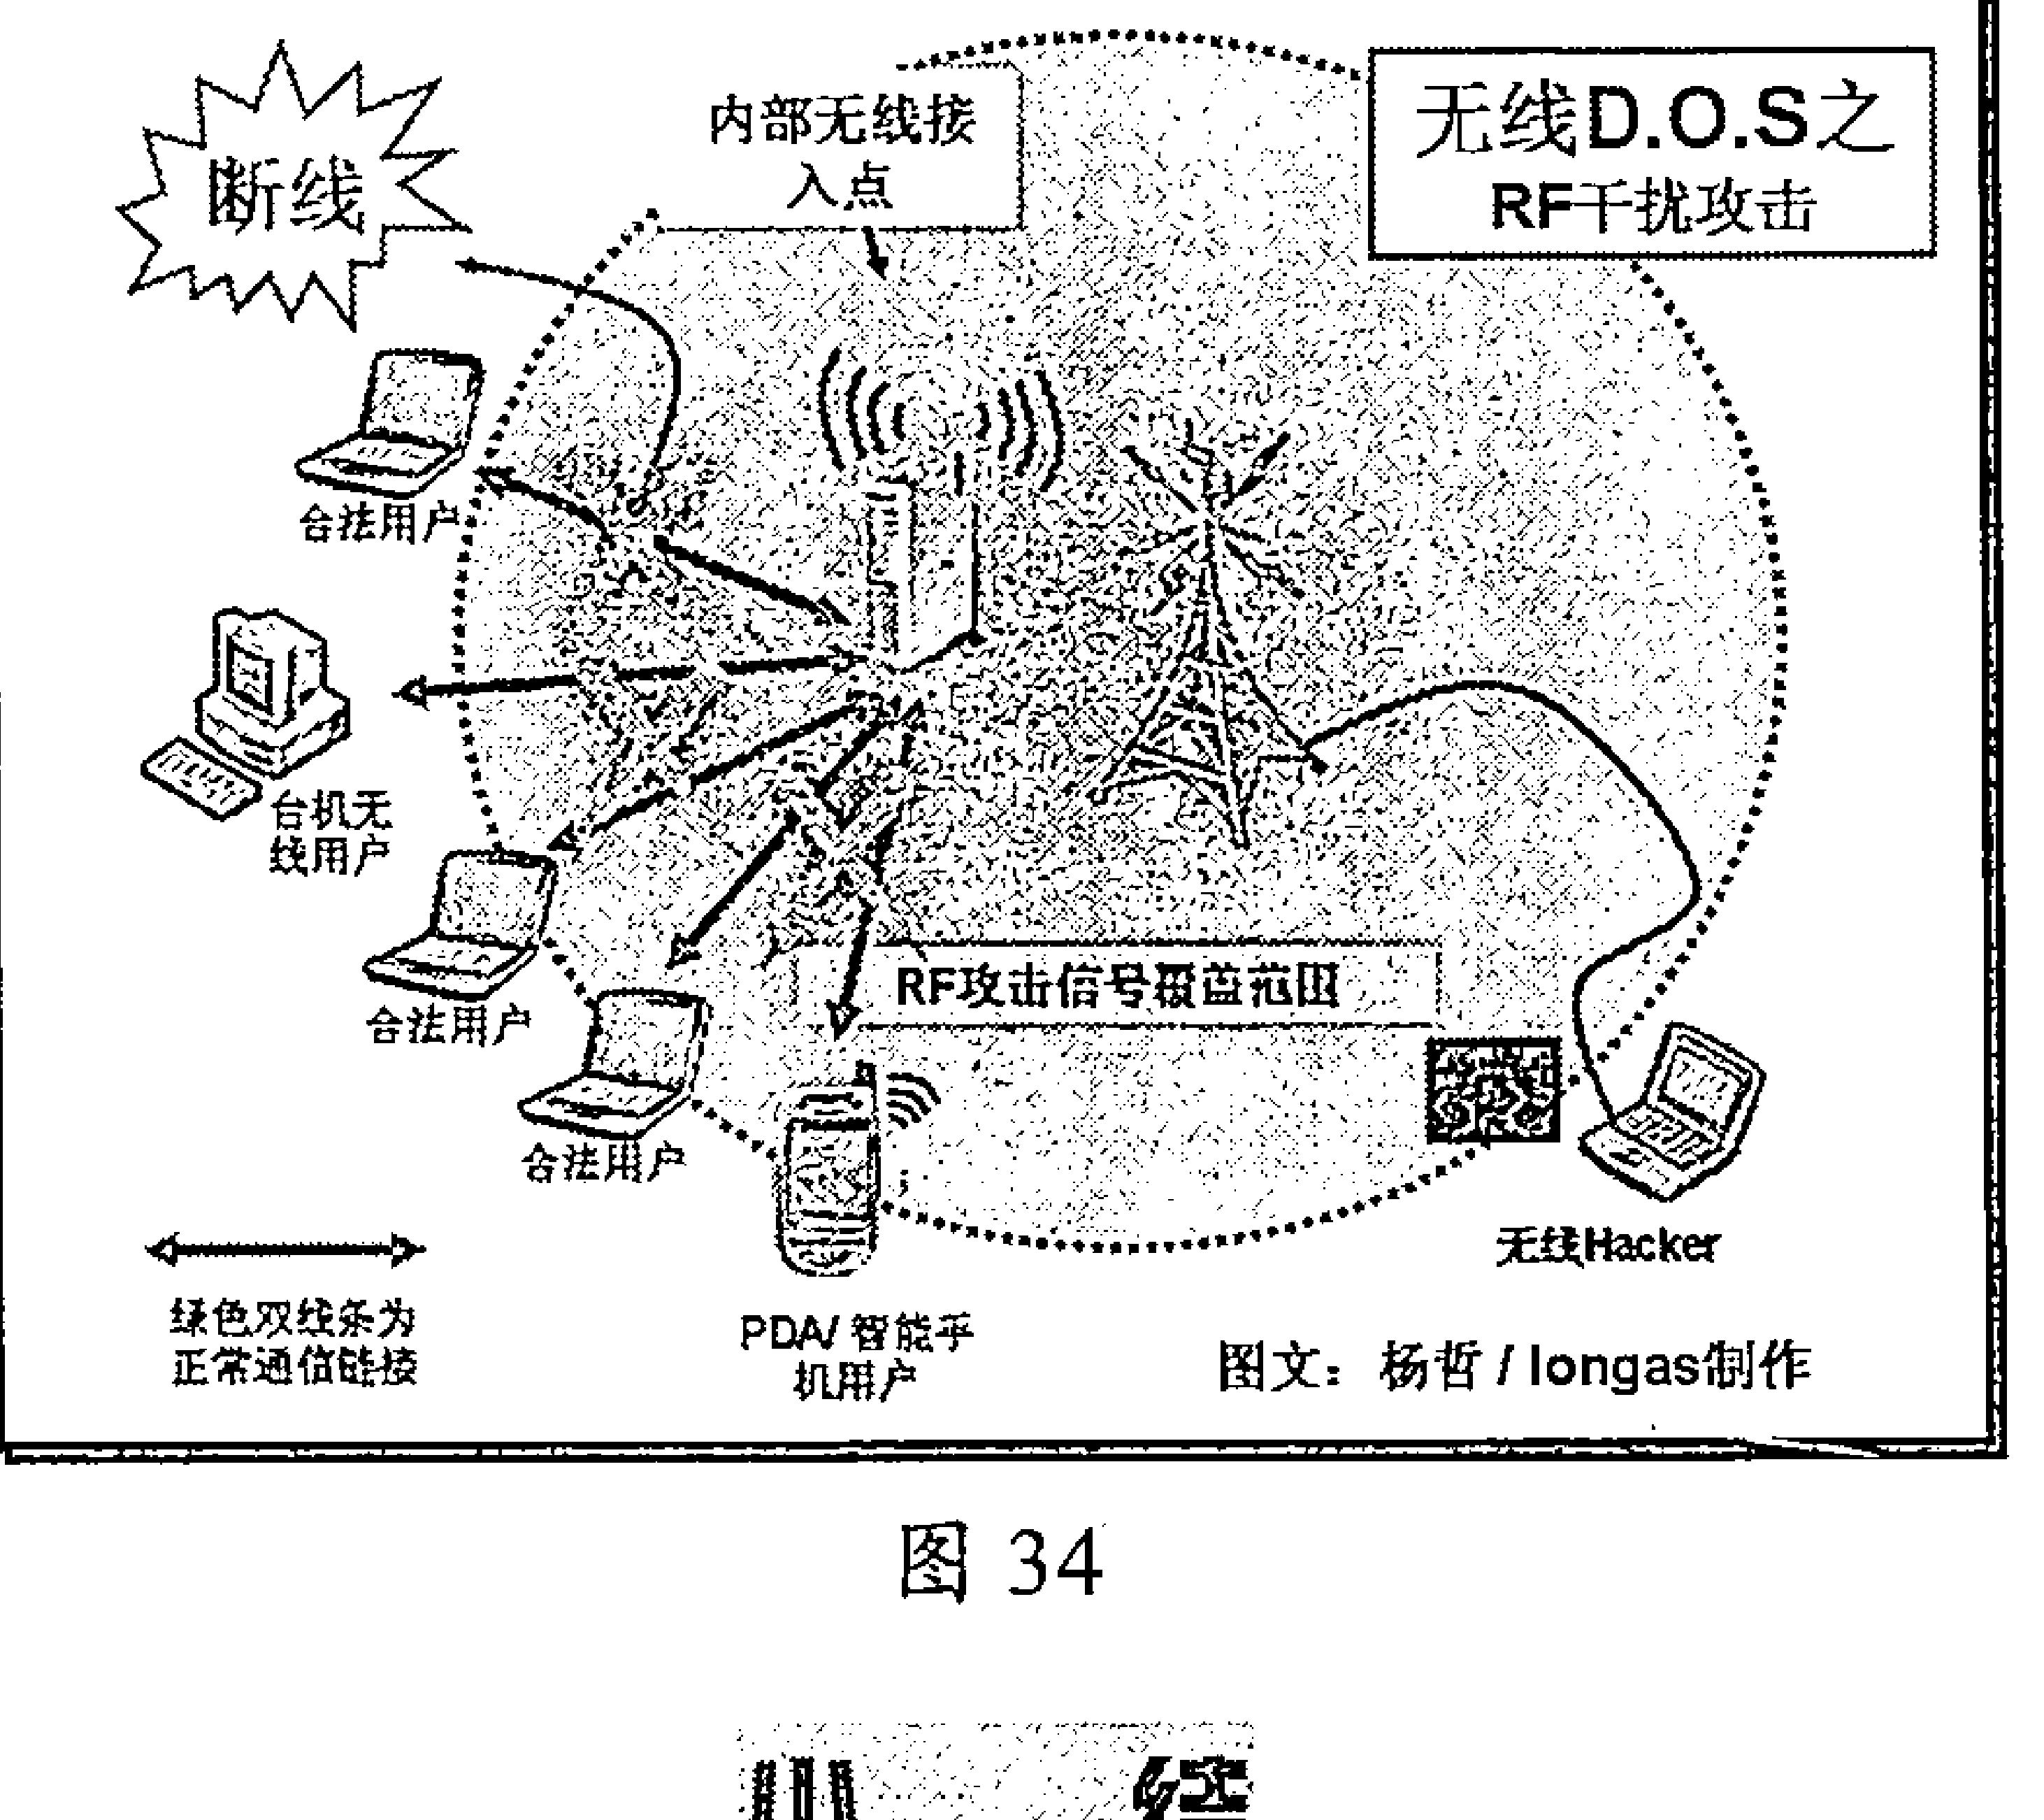 无线D.O.S之
RF干扰攻击
内部无线接
入点
断线
合法用户
台机无
线用户
合法用户
合法用户
RF攻击信号覆盖范围
无线Hacker
绿色双线条为
正常通信链接
PDA/ 智能手
机用户
图文：杨哲 / longas制作
图 34